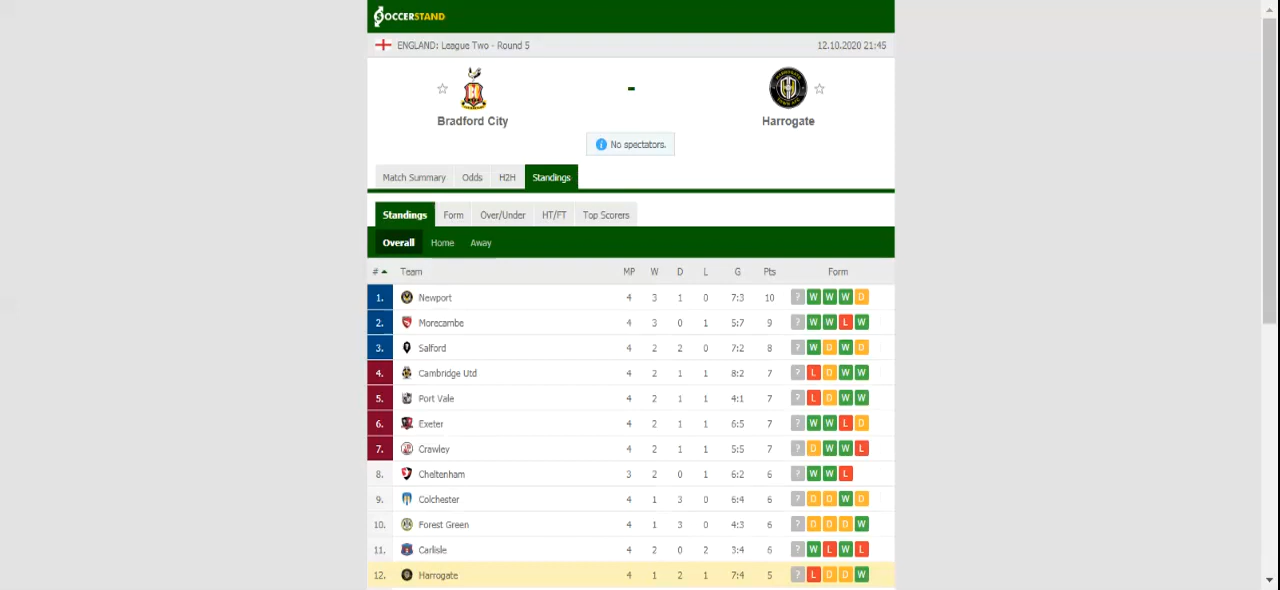 SOCCERSTAND
ENGLAND: League Two - Round 5 12.10.2020 21:45
-
Bradford City Harrogate
No spectators.
Match Summary Odds H2H Standings
Standings Form Over/Under HT/FT Top Scorers
Overall Home Away
# Team MP W D L G Pts Form
1. Newport 4 3 1 0 7:3 10 ? W W W D
2. Morecambe 4 3 0 1 5:7 9 ? W W L W
3. Salford 4 2 2 0 7:2 8 ? W D W D
4. Cambridge Utd 4 2 1 1 8:2 7 ? L D W W
5. Port Vale 4 2 1 1 4:1 7 ? L D W W
6. Exeter 4 2 1 1 6:5 7 ? W W L D
7. Crawley 4 2 1 1 5:5 7 ? D W W L
8. Cheltenham 3 2 0 1 6:2 6 ? W W L
9. Colchester 4 1 3 0 6:4 6 ? D D W D
10. Forest Green 4 1 3 0 4:3 6 ? D D D W
11. Carlisle 4 2 0 2 3:4 6 ? W L W L
12. Harrogate 4 1 2 1 7:4 5 ? L D D W